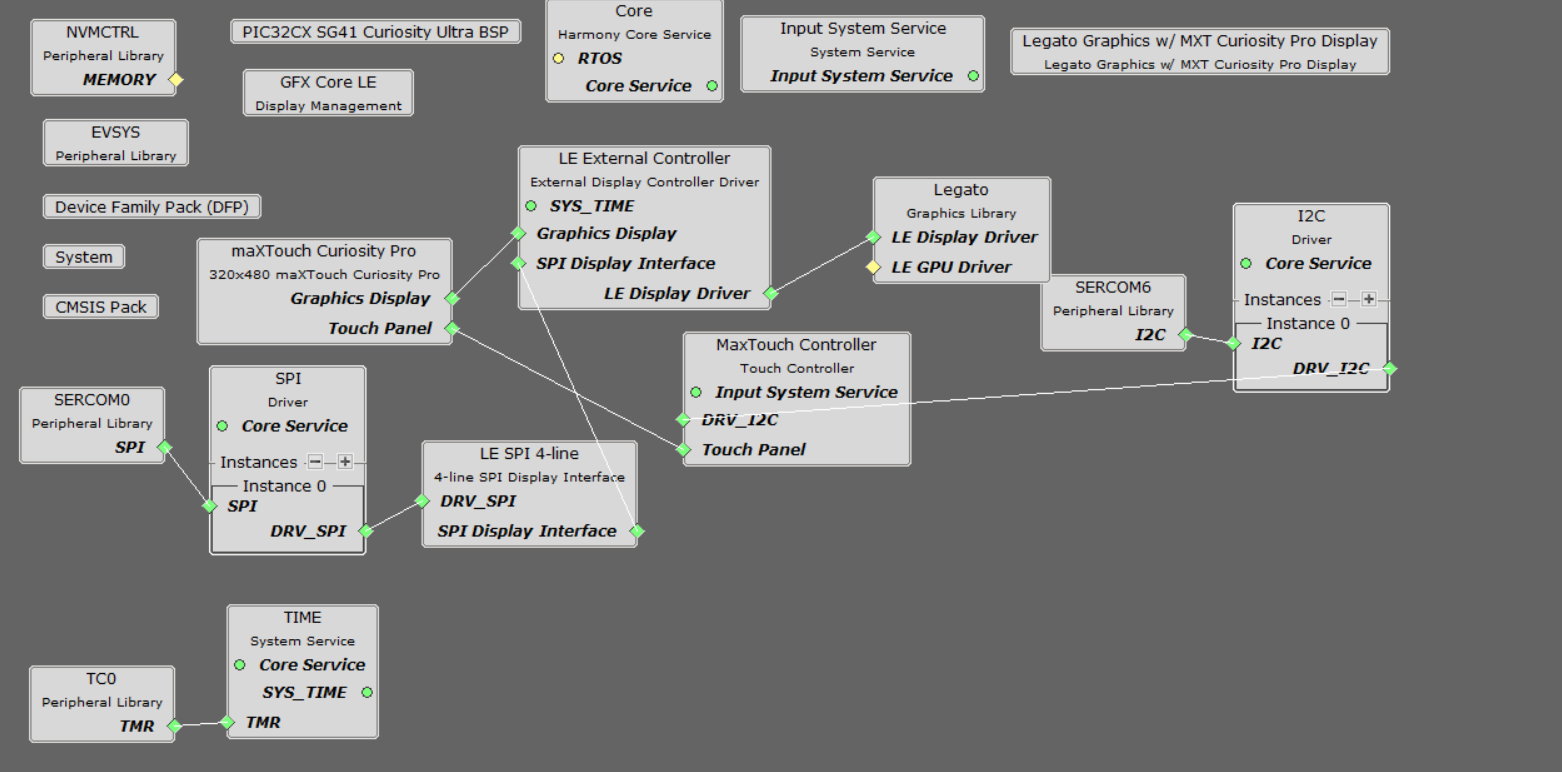 NVMCTRL
Peripheral Library
MEMORY
PIC32CX SG41 Curiosity Ultra BSP
GFX Core LE
Display Management
Core
Harmony Core Service
RTOS
Core Service
Input System Service
System Service
Input System Service
Legato Graphics w/ MXT Curiosity Pro Display
Legato Graphics w/ MXT Curiosity Pro Display
EVSYS
Peripheral Library
Device Family Pack (DFP)
System
CMSIS Pack
maXTouch Curiosity Pro
320x480 maXTouch Curiosity Pro
Graphics Display
Touch Panel
LE External Controller
External Display Controller Driver
SYS_TIME
Graphics Display
SPI Display Interface
LE Display Driver
Legato
Graphics Library
LE Display Driver
LE GPU Driver
SERCOM6
Peripheral Library
I2C
I2C
Driver
Core Service
Instances
Instance 0
I2C
DRV_I2C
MaxTouch Controller
Touch Controller
Input System Service
DRV_I2C
Touch Panel
SERCOM0
Peripheral Library
SPI
SPI
Driver
Core Service
Instances
Instance 0
SPI
DRV_SPI
LE SPI 4-line
4-line SPI Display Interface
DRV_SPI
SPI Display Interface
TIME
System Service
Core Service
SYS_TIME
TMR
TC0
Peripheral Library
TMR